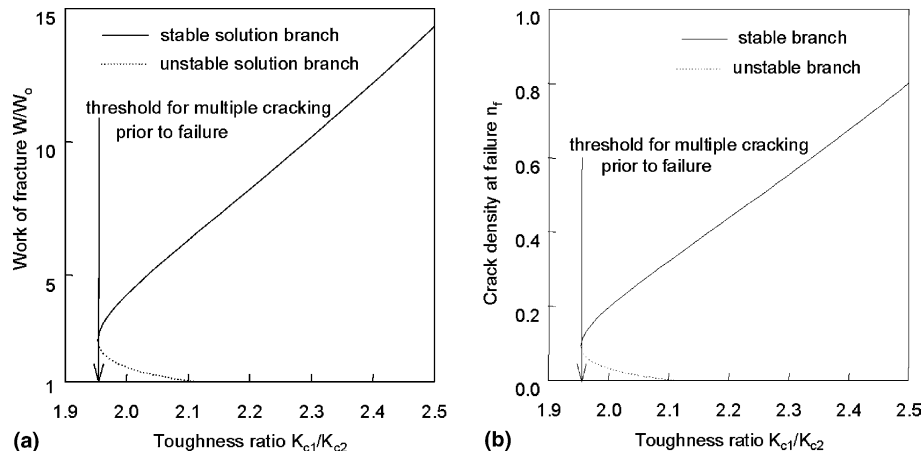 15
stable solution branch
unstable solution branch
threshold for multiple cracking
prior to failure
10
5
1
Work of fracture W/Wo
1.9 2.0 2.1 2.2 2.3 2.4 2.5
(a) Toughness ratio Kc1/Kc2
1.0
stable branch
unstable branch
0.8
threshold for multiple cracking
prior to failure
0.6
0.4
0.2
0.0
Crack density at failure nf
1.9 2.0 2.1 2.2 2.3 2.4 2.5
(b) Toughness ratio Kc1/Kc2